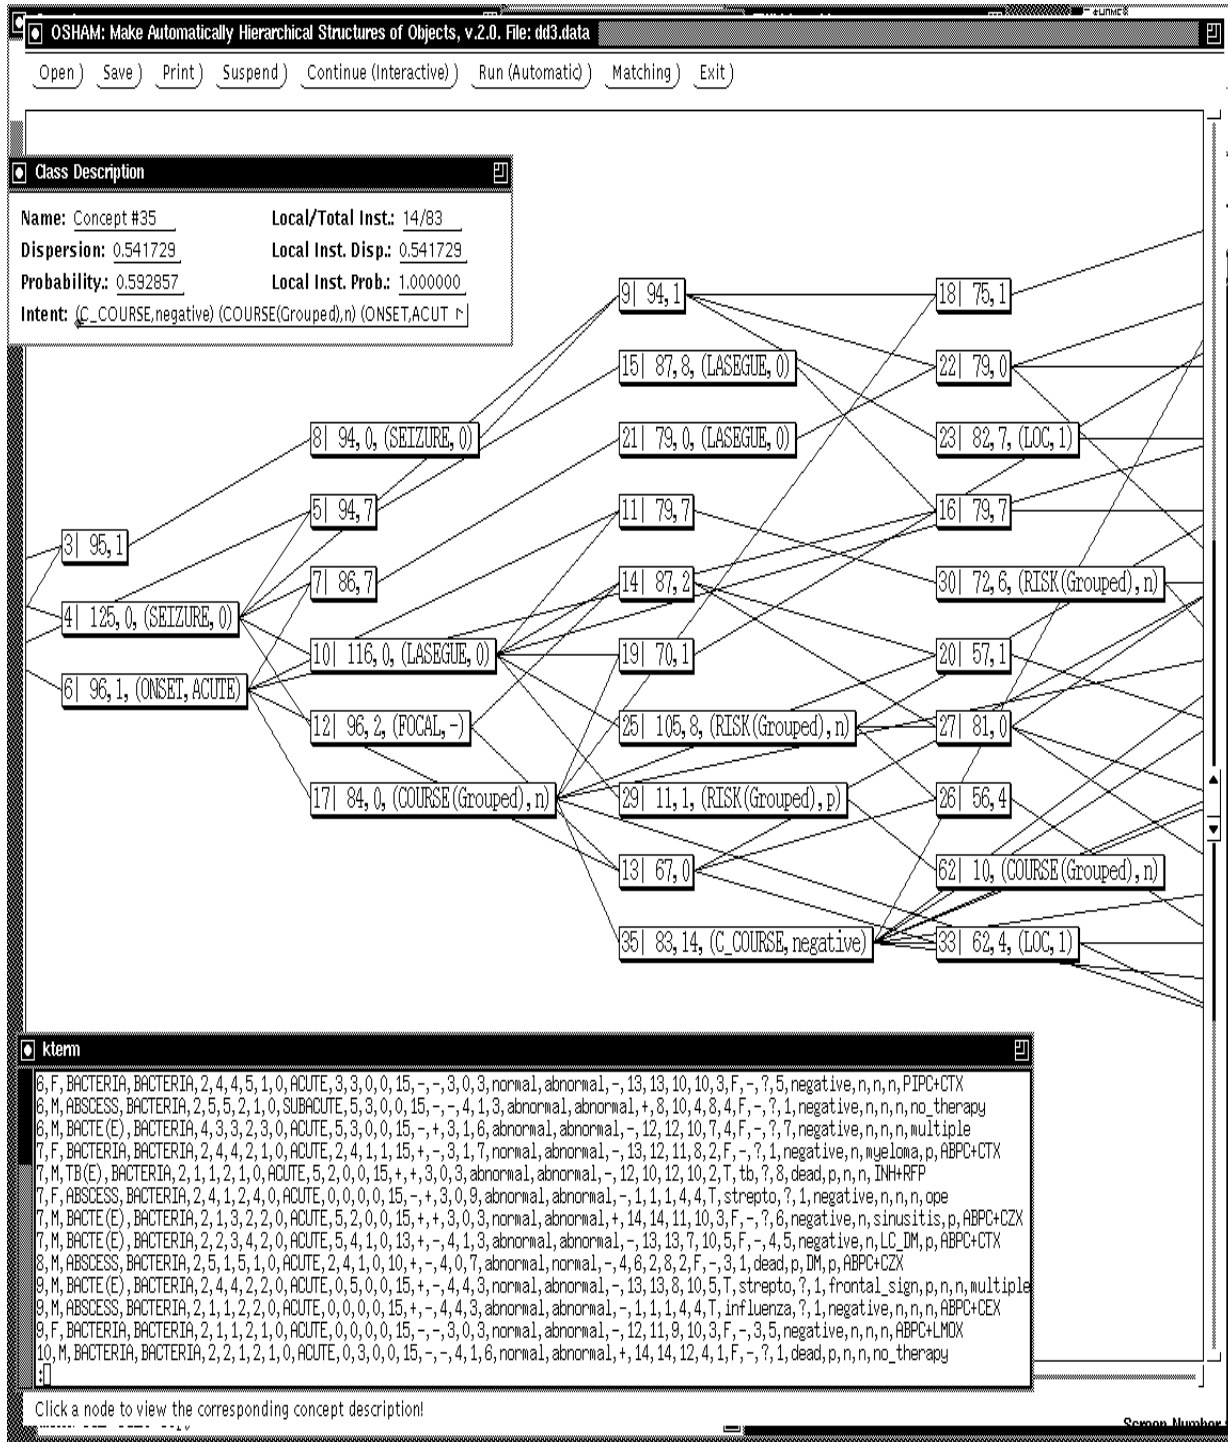 OSHAM: Make Automatically Hierarchical Structures of Objects, v.2.0. File: dd3.data
Open Save Print Suspend Continue (Interactive) Run (Automatic) Matching Exit
Class Description
Name: Concept #35 Local/Total Inst.: 14/83
Dispersion: 0.541729 Local Inst. Disp.: 0.541729
Probability.: 0.592857 Local Inst. Prob.: 1.000000
Intent: (C_COURSE,negative) (COURSE(Grouped),n) (ONSET,ACUT
9| 94,1
18| 75,1
15| 87,8, (LASEGUE,0)
22| 79,0
8| 94,0, (SEIZURE,0)
21| 79,0, (LASEGUE,0)
23| 82,7, (LOC,1)
5| 94,7
11| 79,7
16| 79,7
3| 95,1
7| 86,7
14| 87,2
30| 72,6, (RISK(Grouped),n)
4| 125,0, (SEIZURE,0)
10| 116,0, (LASEGUE,0)
19| 70,1
20| 57,1
6| 96,1, (ONSET,ACUTE)
12| 96,2, (FOCAL,-)
25| 105,8, (RISK(Grouped),n)
27| 81,0
17| 84,0, (COURSE(Grouped),n)
29| 11,1, (RISK(Grouped),p)
26| 56,4
13| 67,0
62| 10, (COURSE(Grouped),n)
35| 83,14, (C_COURSE,negative)
33| 62,4, (LOC,1)
kterm
6,F,BACTERIA,BACTERIA,2,4,4,5,1,0,ACUTE,3,3,0,0,15,-,-,3,0,3,normal,abnormal,-,13,13,10,10,3,F,-,?,5,negative,n,n,n,PIPC+CTX
6,M,ABSCESS,BACTERIA,2,5,5,2,1,0,SUBACUTE,5,3,0,0,15,-,-,4,1,3,abnormal,abnormal,+,8,10,4,8,4,F,-,?,1,negative,n,n,n,no_therapy
6,M,BACTE(E),BACTERIA,4,3,3,2,3,0,ACUTE,5,3,0,0,15,-,+,3,1,6,abnormal,abnormal,-,12,12,10,7,4,F,-,?,7,negative,n,n,n,multiple
7,F,BACTERIA,BACTERIA,2,4,4,4,2,0,ACUTE,2,4,1,1,15,+,-,3,1,7,normal,abnormal,-,13,12,11,8,2,F,-,?,1,negative,n,myeloma,p,ABPC+CTX
7,M,TB(E),BACTERIA,2,1,1,2,1,0,ACUTE,5,2,0,0,15,+,+,3,0,3,abnormal,abnormal,-,12,10,12,10,2,T,tb,?,8,dead,p,n,n,INH+RFP
7,F,ABSCESS,BACTERIA,2,4,1,2,4,0,ACUTE,0,0,0,0,15,-,+,3,0,9,abnormal,abnormal,-,1,1,1,4,4,T,strepto,?,1,negative,n,n,n,ope
7,M,BACTE(E),BACTERIA,2,1,3,2,2,0,ACUTE,5,2,0,0,15,+,+,3,0,3,normal,abnormal,+,14,14,11,10,3,F,-,?,6,negative,n,sinusitis,p,ABPC+CZX
7,M,BACTE(E),BACTERIA,2,2,3,4,2,0,ACUTE,5,4,1,0,13,+,-,4,1,3,abnormal,abnormal,-,13,13,7,10,5,F,-,4,5,negative,n,LC_DM,p,ABPC+CTX
8,M,ABSCESS,BACTERIA,2,5,1,5,2,0,ACUTE,2,4,1,0,10,+,-,4,0,7,abnormal,normal,-,4,6,2,8,2,F,-,3,1,dead,p,DM,p,ABPC+CZX
9,M,BACTE(E),BACTERIA,2,4,4,2,2,0,ACUTE,0,5,0,0,15,+,-,4,4,3,normal,abnormal,-,13,13,8,10,5,T,strepto,?,1,frontal_sign,p,n,n,multiple
9,M,ABSCESS,BACTERIA,2,1,1,2,2,0,ACUTE,0,0,0,0,15,+,-,4,4,3,abnormal,abnormal,-,1,1,1,4,4,T,influenza,?,1,negative,n,n,n,ABPC+CEX
9,F,BACTERIA,BACTERIA,2,1,1,2,1,0,ACUTE,0,0,0,0,15,-,-,3,0,3,normal,abnormal,-,12,11,9,10,3,F,-,3,5,negative,n,n,n,ABPC+LMOX
10,M,BACTERIA,BACTERIA,2,2,1,2,1,0,ACUTE,0,3,0,0,15,-,-,4,1,6,normal,abnormal,+,14,14,12,4,1,F,-,?,1,dead,p,n,n,no_therapy
:
Click a node to view the corresponding concept description!
Screen Number